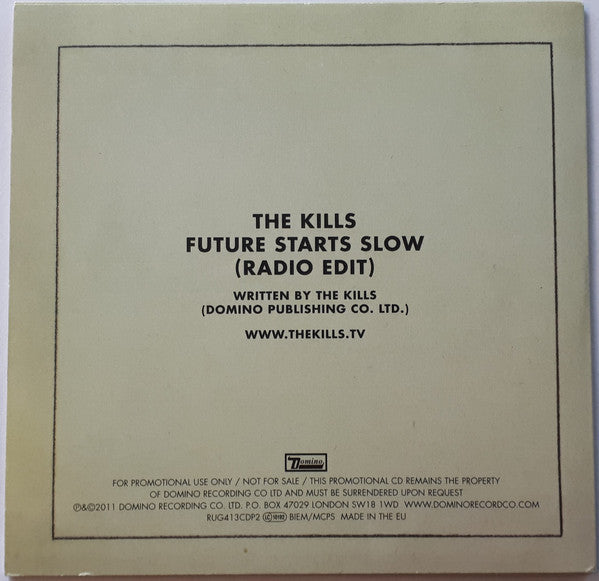 THE KILLS
FUTURE STARTS SLOW
(RADIO EDIT)
WRITTEN BY THE KILLS
(DOMINO PUBLISHING CO. LTD.)
WWW.THEKILLS.TV
Domino
FOR PROMOTIONAL USE ONLY / NOT FOR SALE / THIS PROMOTIONAL CD REMAINS THE PROPERTY
OF DOMINO RECORDING CO LTD AND MUST BE SURRENDERED UPON REQUEST
℗&©2011 DOMINO RECORDING CO. LTD. P.O. BOX 47029 LONDON SW18 1WD WWW.DOMINORECORDCO.COM
RUG413CDP2 LC BIEM/MCPS MADE IN THE EU